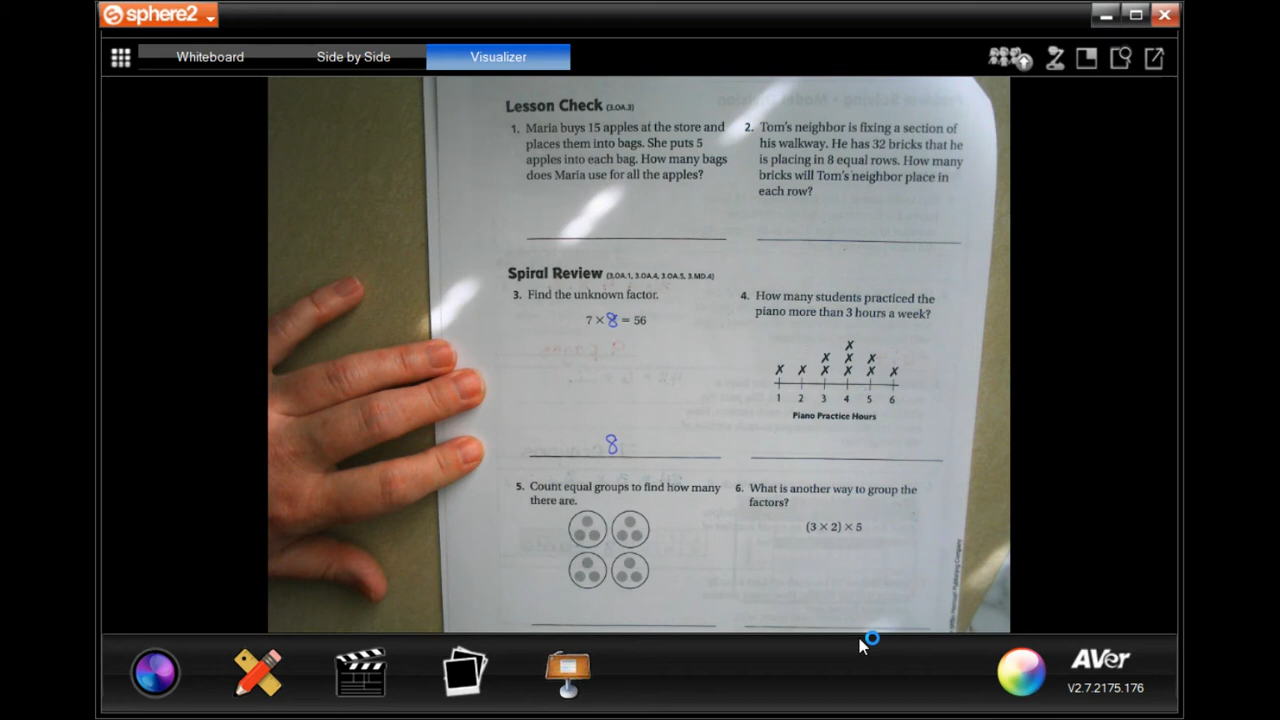 sphere2
Whiteboard
Side by Side
Visualizer
Lesson Check (3.OA.3)
1. Maria buys 15 apples at the store and
places them into bags. She puts 5
apples into each bag. How many bags
does Maria use for all the apples?
2. Tom's neighbor is fixing a section of
his walkway. He has 32 bricks that he
is placing in 8 equal rows. How many
bricks will Tom's neighbor place in
each row?
Spiral Review (3.OA.1, 3.OA.4, 3.OA.5, 3.MD.4)
3. Find the unknown factor.
7 × 8 = 56
8
4. How many students practiced the
piano more than 3 hours a week?
X
X X X
X X X X X X
1 2 3 4 5 6
Piano Practice Hours
5. Count equal groups to find how many
there are.
6. What is another way to group the
factors?
(3 × 2) × 5
AVer
V2.7.2175.176